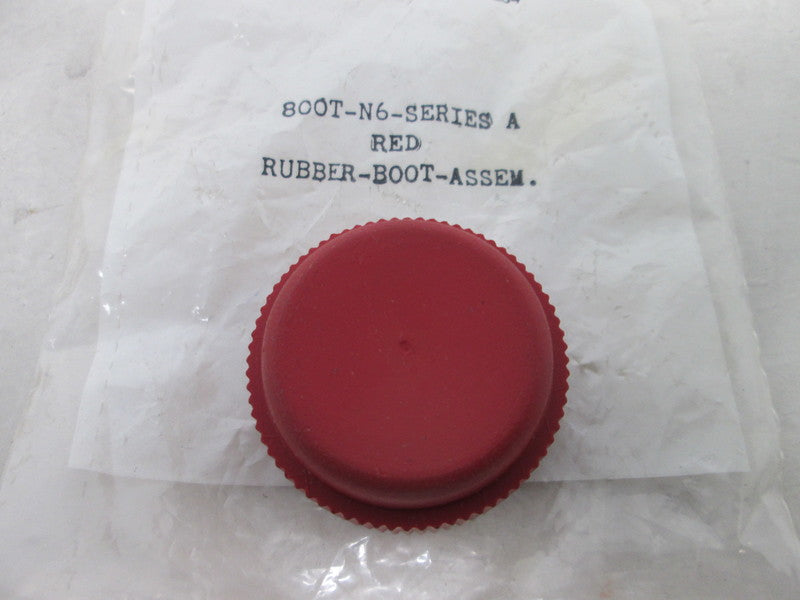 800T-N6-SERIES A
RED
RUBBER-BOOT-ASSEM.